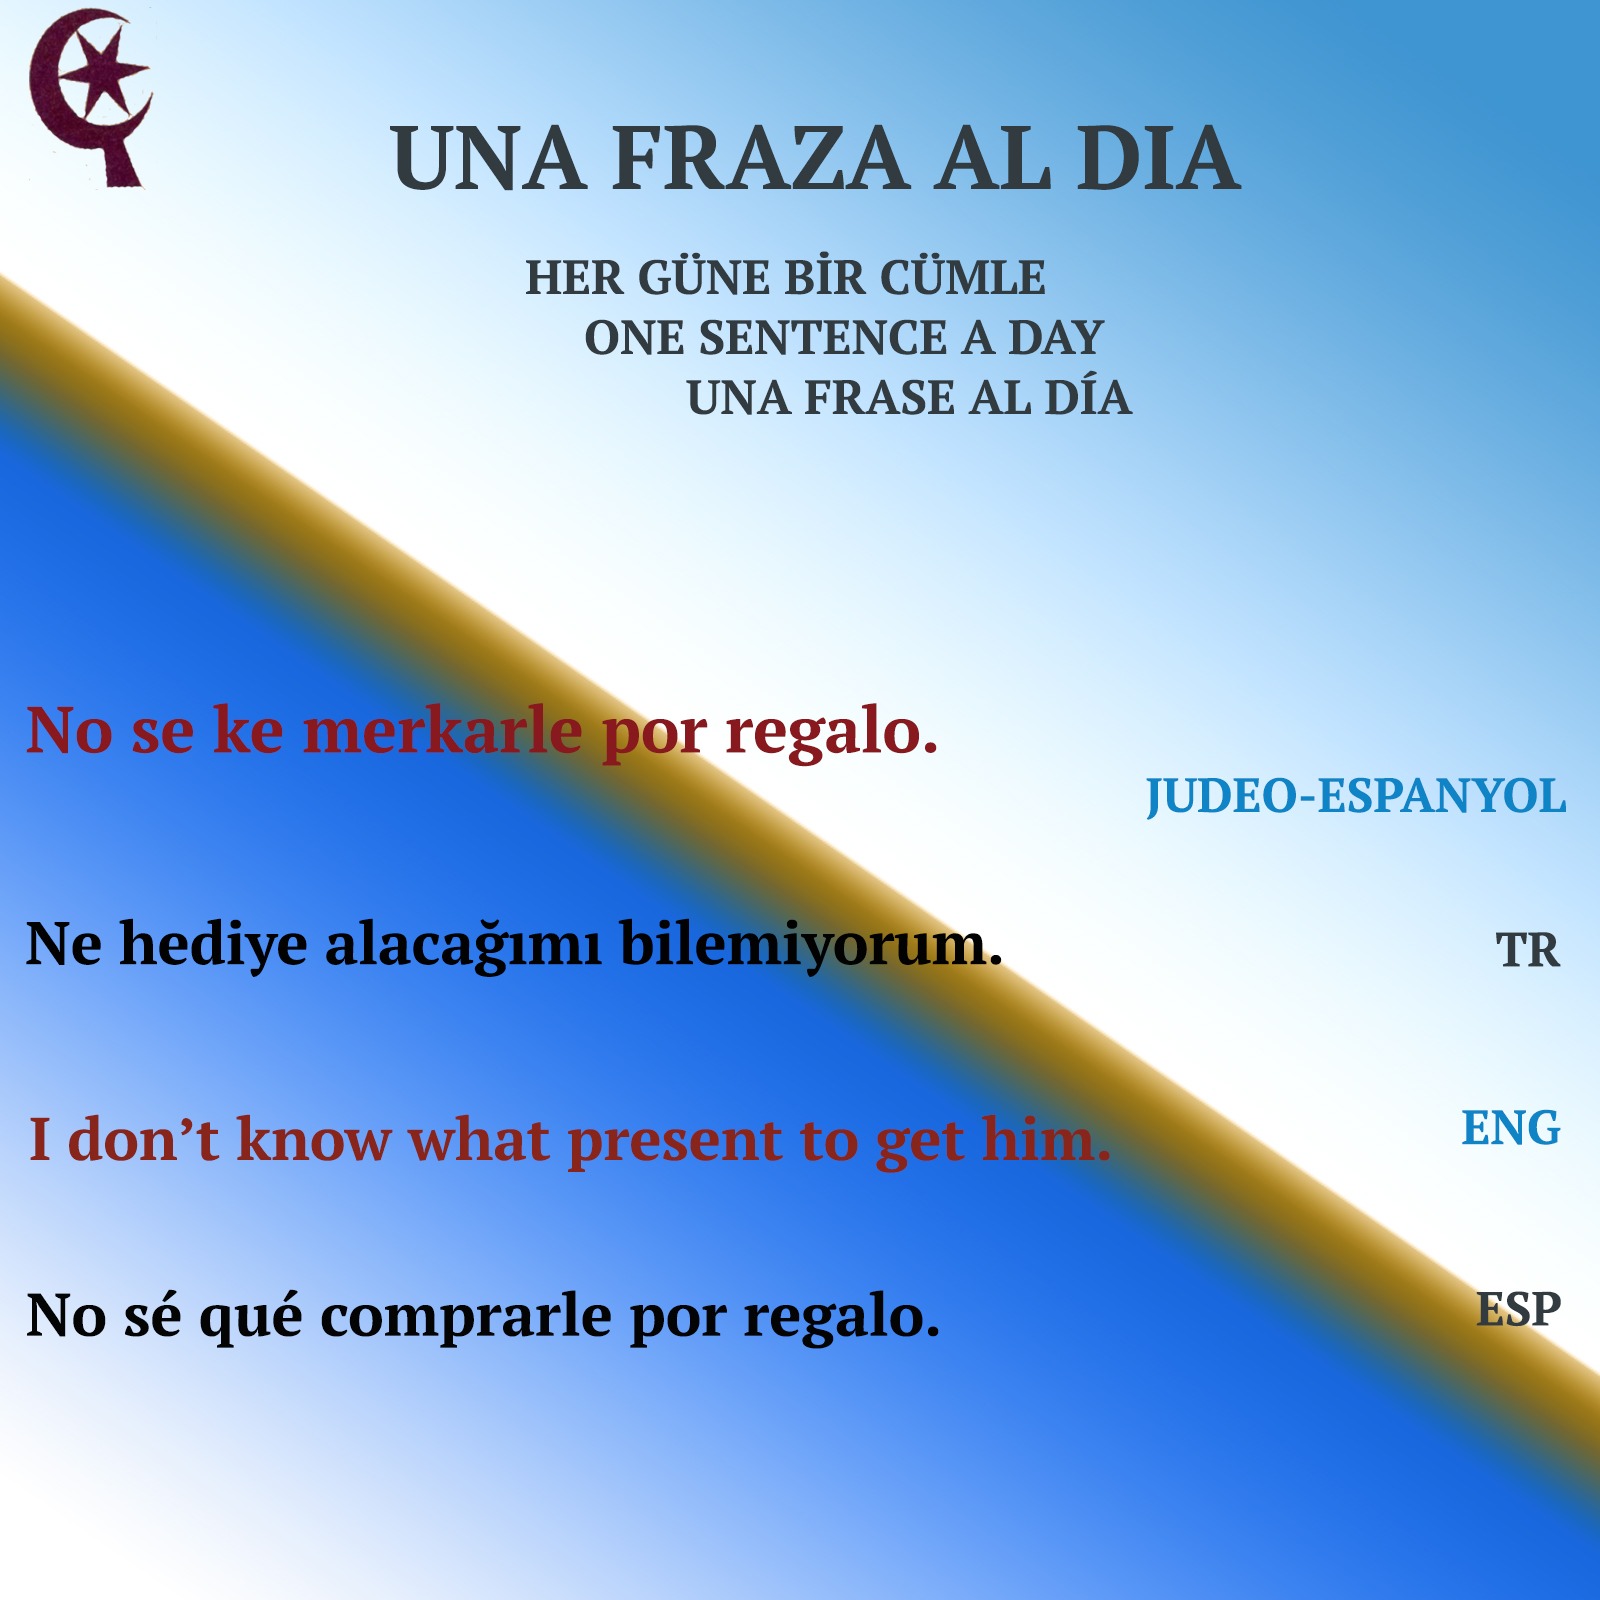 UNA FRAZA AL DIA
HER GÜNE BİR CÜMLE
ONE SENTENCE A DAY
UNA FRASE AL DÍA
No se ke merkarle por regalo.
JUDEO-ESPANYOL
Ne hediye alacağımı bilemiyorum.
TR
I don’t know what present to get him.
ENG
No sé qué comprarle por regalo.
ESP